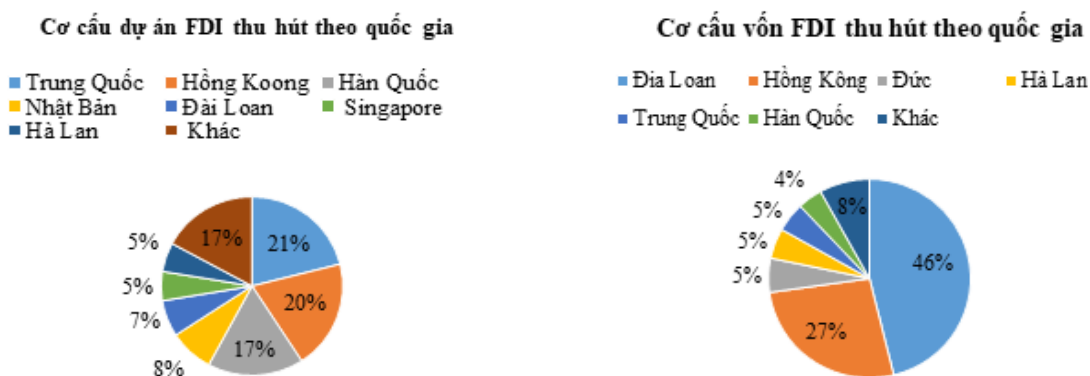 Cơ cấu dự án FDI thu hút theo quốc gia
Trung Quốc Hồng Koong Hàn Quốc
Nhật Bản Đài Loan Singapore
Hà Lan Khác
17% 21%
5%
5% 20%
7%
17%
8%
Cơ cấu vốn FDI thu hút theo quốc gia
Đia Loan Hồng Kông Đức Hà Lan
Trung Quốc Hàn Quốc Khác
4%
8%
5%
5% 46%
5%
27%